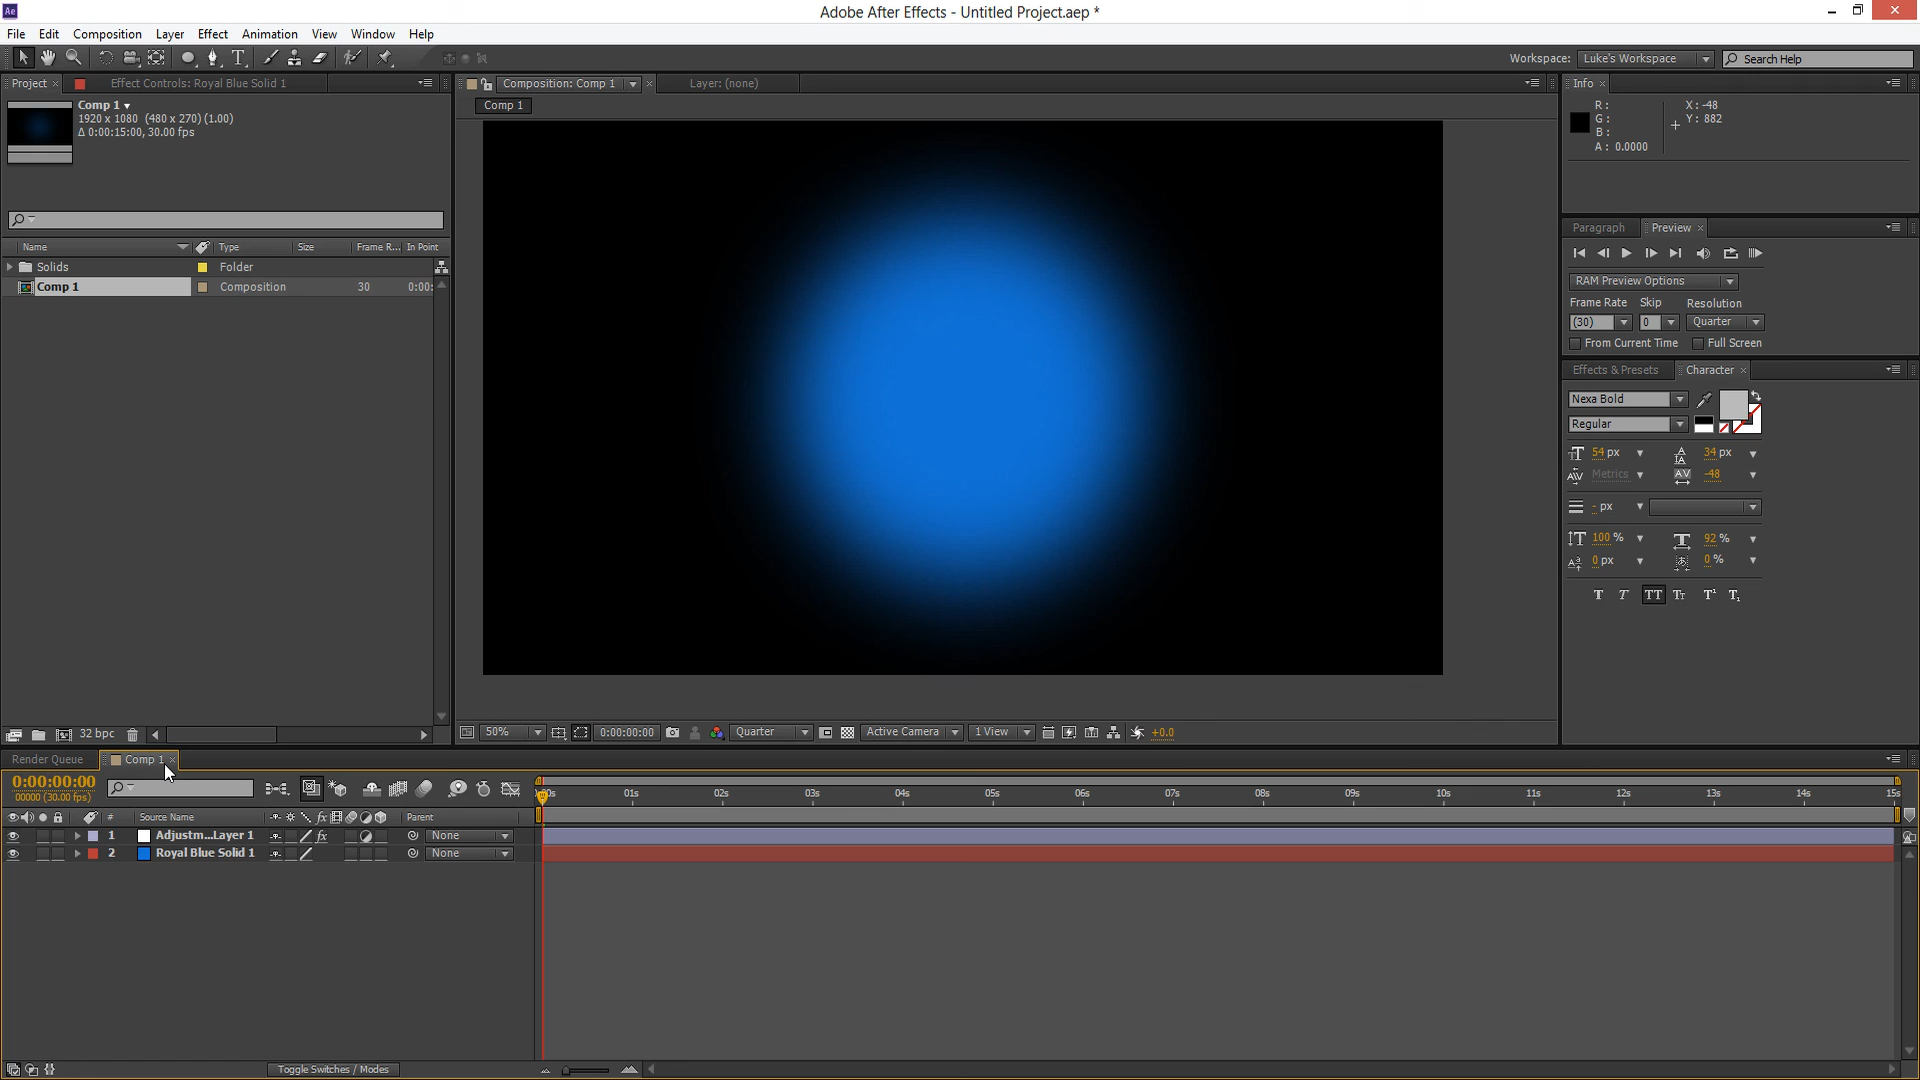 Ae
Adobe After Effects - Untitled Project.aep *
File Edit Composition Layer Effect Animation View Window Help
Workspace: Luke's Workspace Search Help
Project × Effect Controls: Royal Blue Solid 1
Composition: Comp 1 × Layer: (none)
Info ×
Comp 1
1920 x 1080 (480 x 270) (1.00)
Δ 0:00:15:00, 30.00 fps
Comp 1
R :
G :
B :
A : 0.0000
X : -48
Y : 882
Name Type Size Frame R... In Point
Solids Folder
Comp 1 Composition 30 0:00:
Paragraph Preview ×
RAM Preview Options
Frame Rate Skip Resolution
(30) 0 Quarter
From Current Time Full Screen
Effects & Presets Character ×
Nexa Bold
Regular
54 px 34 px
Metrics -48
- px
100 % 92 %
0 px 0 %
T T TT Tt T¹ T₁
32 bpc
50% 0:00:00:00 Quarter Active Camera 1 View +0.0
Render Queue Comp 1 ×
0:00:00:00
00000 (30.00 fps)
01s 02s 03s 04s 05s 06s 07s 08s 09s 10s 11s 12s 13s 14s 15s
# Source Name fx Parent
1 Adjustm...Layer 1 fx None
2 Royal Blue Solid 1 None
Toggle Switches / Modes